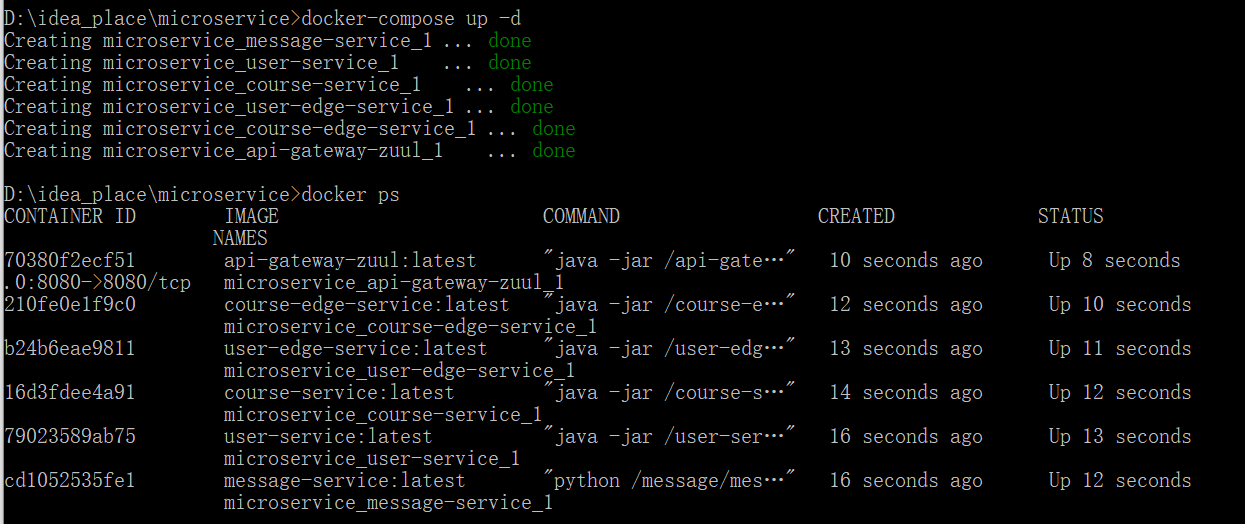 D:\idea_place\microservice>docker-compose up -d
Creating microservice_message-service_1 ... done
Creating microservice_user-service_1    ... done
Creating microservice_course-service_1    ... done
Creating microservice_user-edge-service_1 ... done
Creating microservice_course-edge-service_1 ... done
Creating microservice_api-gateway-zuul_1    ... done
D:\idea_place\microservice>docker ps
CONTAINER ID        IMAGE                        COMMAND                  CREATED             STATUS
                   NAMES
70380f2ecf51        api-gateway-zuul:latest      "java -jar /api-gate…"   10 seconds ago      Up 8 seconds
.0:8080->8080/tcp   microservice_api-gateway-zuul_1
210fe0e1f9c0        course-edge-service:latest   "java -jar /course-e…"   12 seconds ago      Up 10 seconds
                    microservice_course-edge-service_1
b24b6eae9811        user-edge-service:latest     "java -jar /user-edg…"   13 seconds ago      Up 11 seconds
                    microservice_user-edge-service_1
16d3fdee4a91        course-service:latest        "java -jar /course-s…"   14 seconds ago      Up 12 seconds
                    microservice_course-service_1
79023589ab75        user-service:latest          "java -jar /user-ser…"   16 seconds ago      Up 13 seconds
                    microservice_user-service_1
cd1052535fe1        message-service:latest       "python /message/mes…"   16 seconds ago      Up 12 seconds
                    microservice_message-service_1